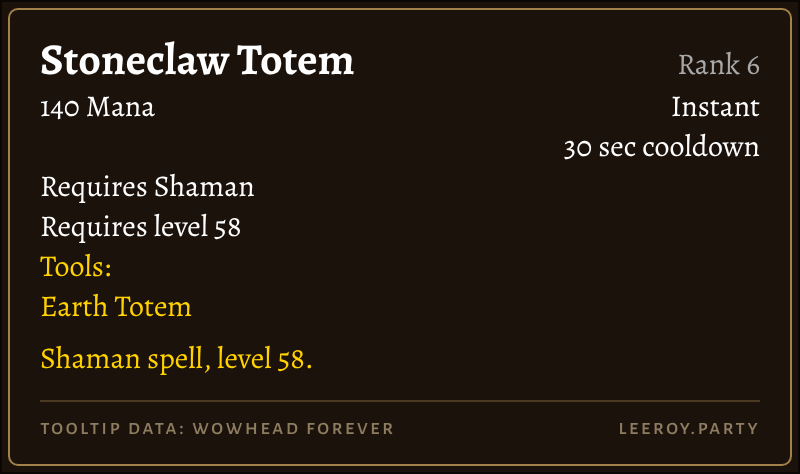 Stoneclaw Totem
Rank 6
140 Mana
Instant
30 sec cooldown
Requires Shaman
Requires level 58
Tools:
Earth Totem
Shaman spell, level 58.
TOOLTIP DATA: WOWHEAD FOREVER
LEEROY.PARTY